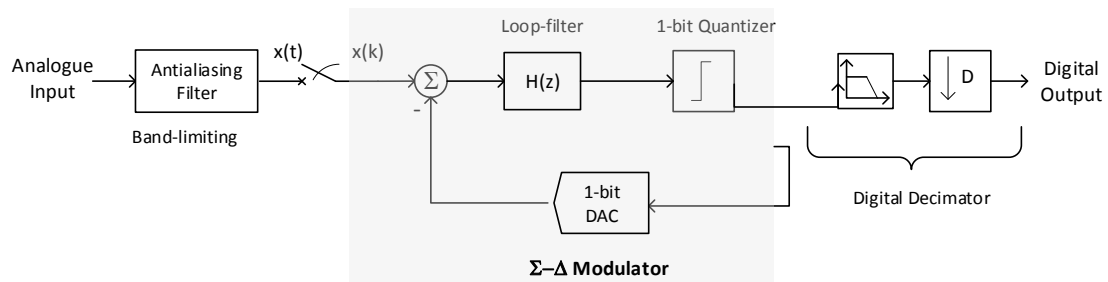 Loop-filter
1-bit Quantizer
Analogue
Input
Antialiasing
Filter
x(t)
x(k)
Σ
-
H(z)
D
Digital
Output
Band-limiting
1-bit
DAC
Digital Decimator
Σ–Δ Modulator